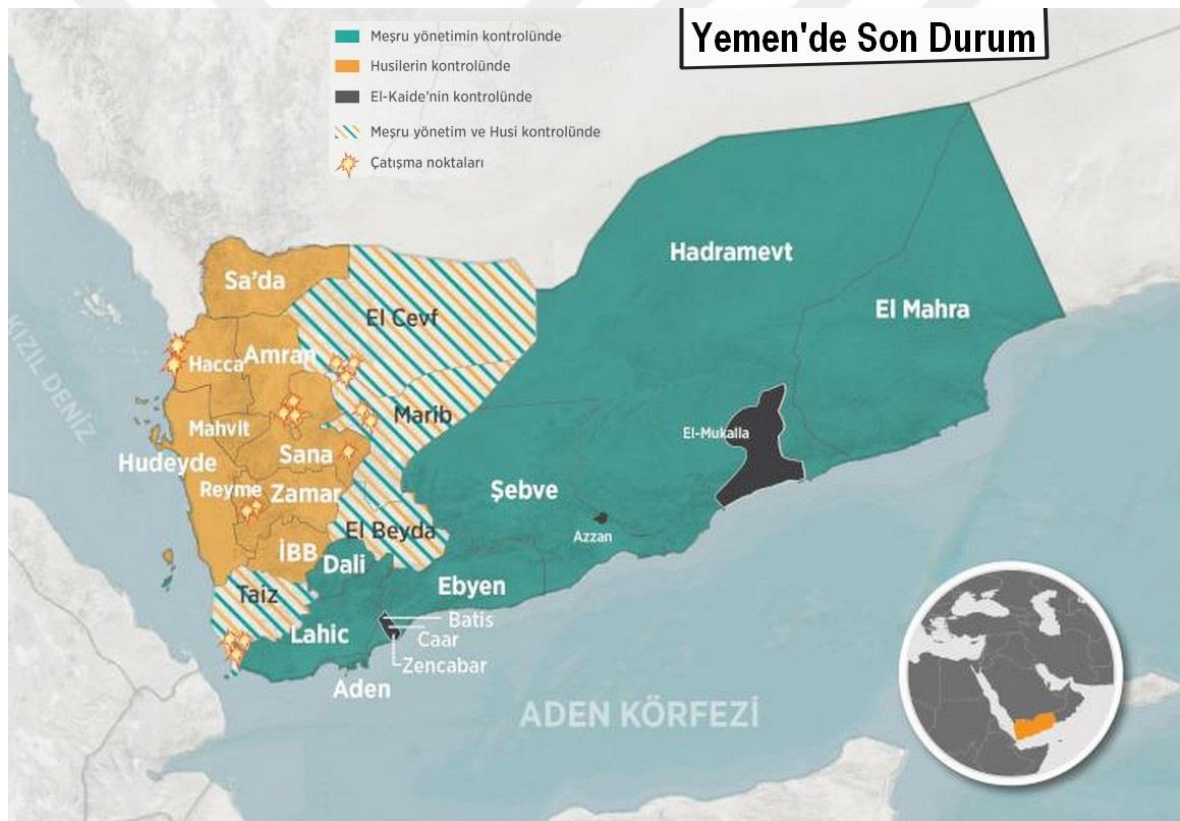 Yemen'de Son Durum
Meşru yönetimin kontrolünde
Husilerin kontrolünde
El-Kaide'nin kontrolünde
Meşru yönetim ve Husi kontrolünde
Çatışma noktaları
Hadramevt
El Mahra
Sa'da
El Cevf
KIZIL DENİZ
Hacca
Amran
Marib
Mahvit
El-Mukalla
Hudeyde
Sana
Reyme
Zamar
Şebve
El Beyda
Azzan
İBB
Dali
Taiz
Ebyen
Batis
Lahic
Caar
Zencabar
Aden
ADEN KÖRFEZİ